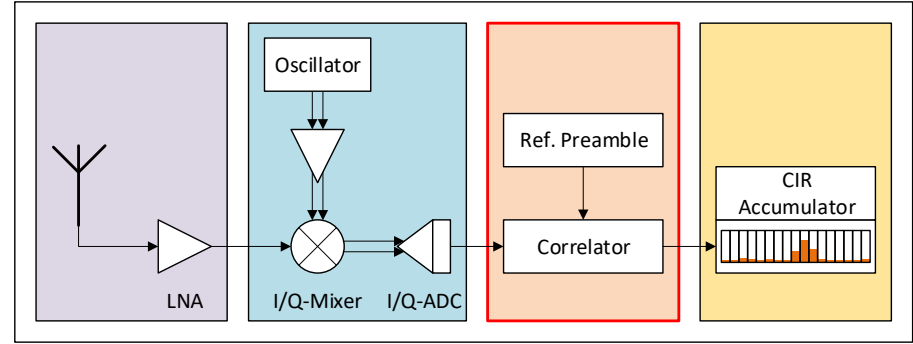 Oscillator
Ref. Preamble
CIR
Accumulator
Correlator
LNA
I/Q-Mixer
I/Q-ADC